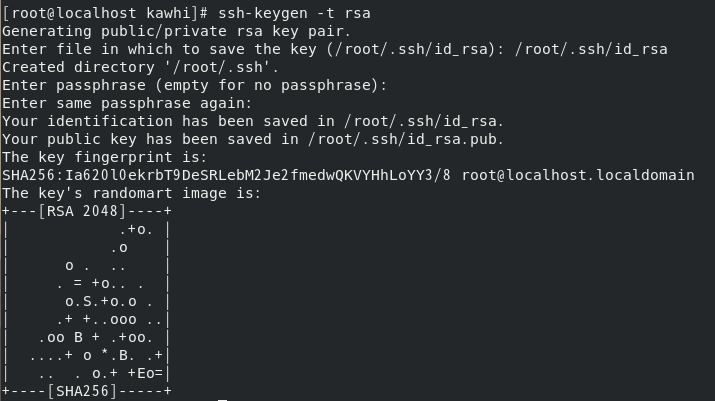 [root@localhost kawhi]# ssh-keygen -t rsa
Generating public/private rsa key pair.
Enter file in which to save the key (/root/.ssh/id_rsa): /root/.ssh/id_rsa
Created directory '/root/.ssh'.
Enter passphrase (empty for no passphrase):
Enter same passphrase again:
Your identification has been saved in /root/.ssh/id_rsa.
Your public key has been saved in /root/.ssh/id_rsa.pub.
The key fingerprint is:
SHA256:Ia620l0ekrbT9DeSRLebM2Je2fmedwQKVYHhLoYY3/8 root@localhost.localdomain
The key's randomart image is:
+---[RSA 2048]----+
|            .+o. |
|           .o    |
|      o .  ..    |
|     . = +o.. .  |
|      o.S.+o.o . |
|     .+ +..ooo ..|
|   .oo B + .+oo. |
|  ....+ o *.B. .+|
|   ..  . o.+ +Eo=|
+----[SHA256]-----+